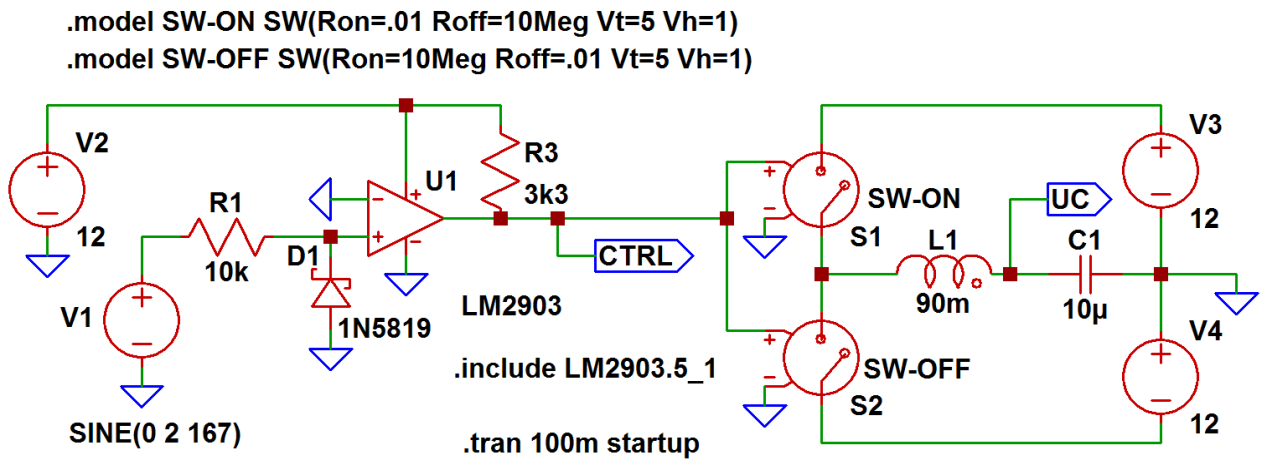 .model SW-ON SW(Ron=.01 Roff=10Meg Vt=5 Vh=1)
.model SW-OFF SW(Ron=10Meg Roff=.01 Vt=5 Vh=1)
V2
12
V1
SINE(0 2 167)
R1
10k
D1
1N5819
U1
LM2903
R3
3k3
CTRL
.include LM2903.5_1
.tran 100m startup
SW-ON
S1
SW-OFF
S2
L1
90m
UC
C1
10µ
V3
12
V4
12